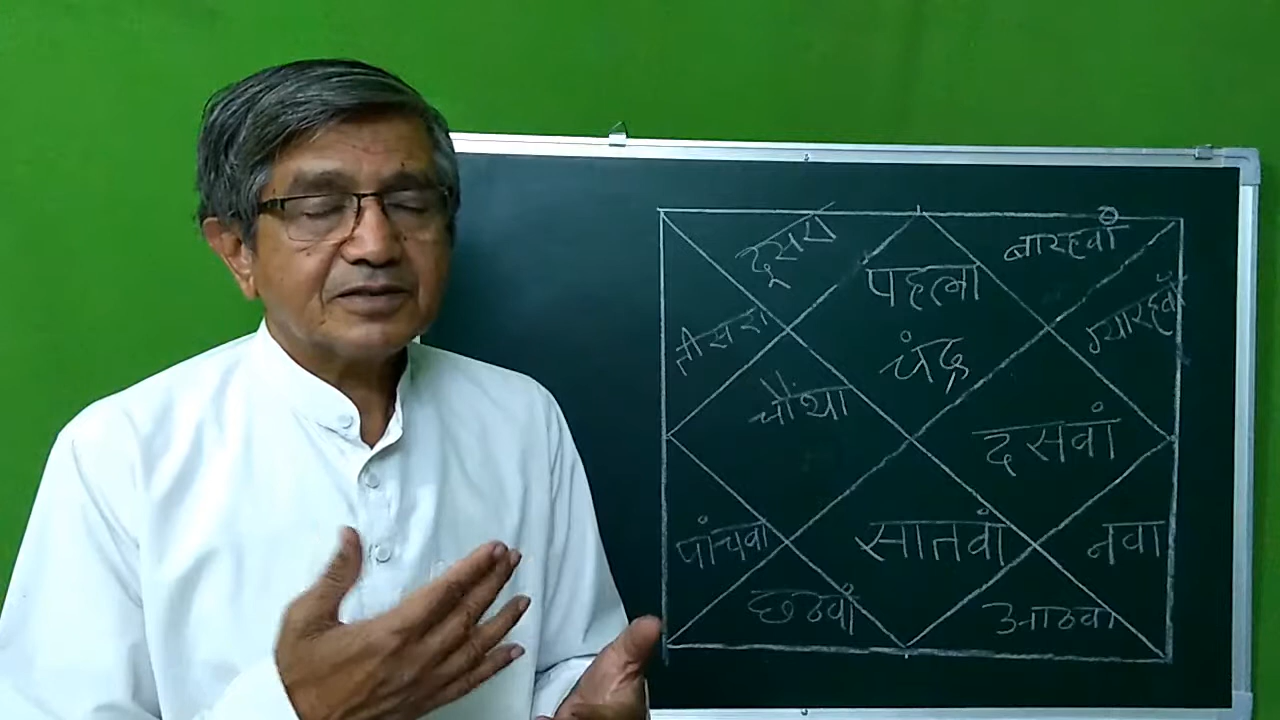 दूसरा
बारहवाँ
पहला
ग्यारहवाँ
तीसरा
चंद्र
चौथा
दसवां
पांचवा
सातवां
नवा
छठवाँ
आठवा